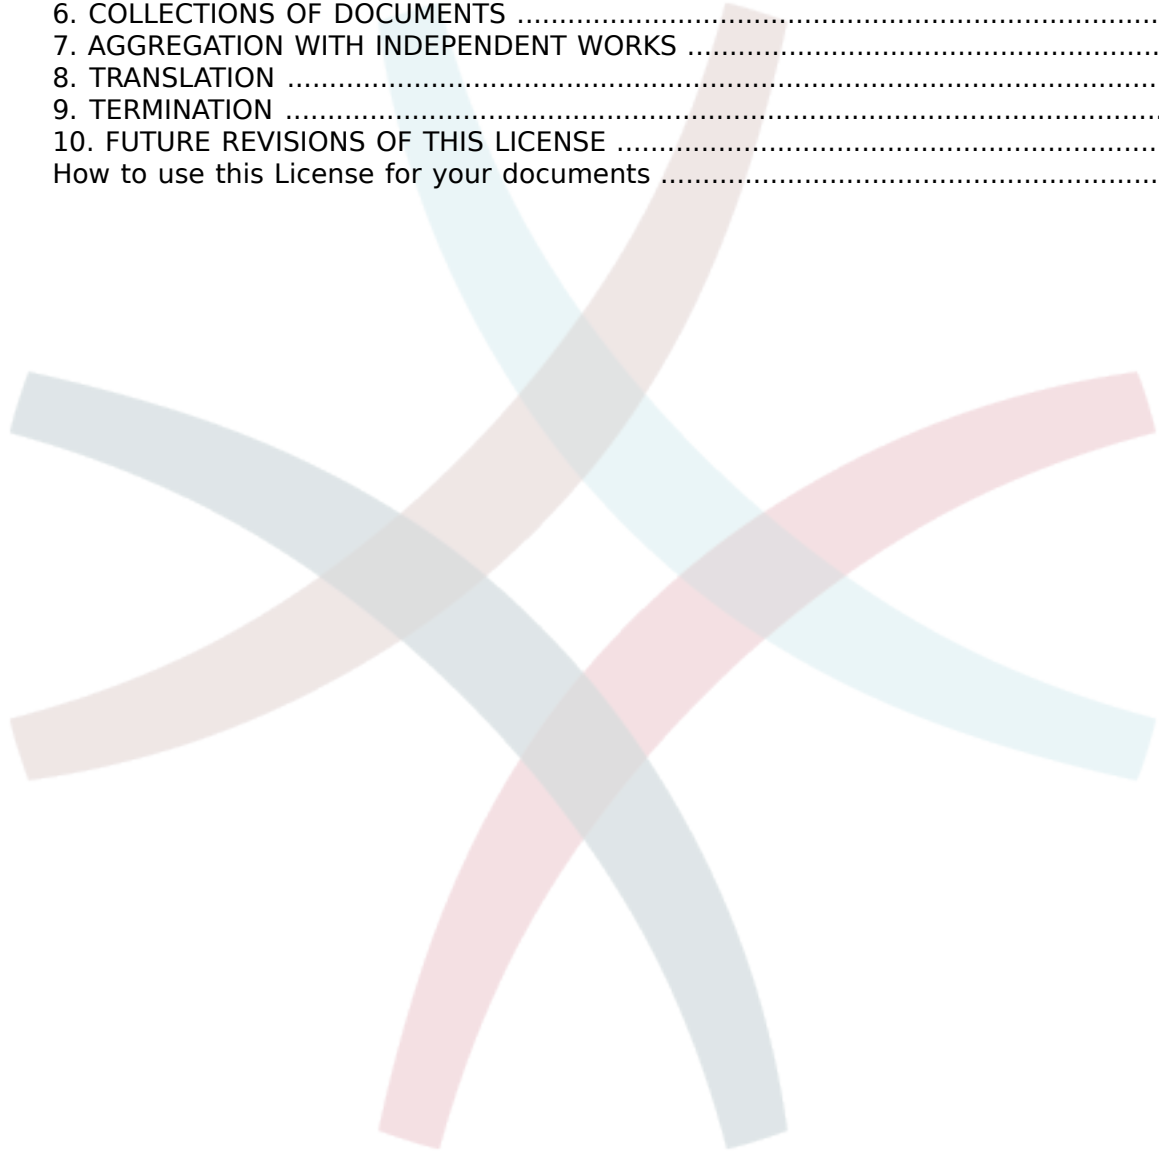 6. COLLECTIONS OF DOCUMENTS ................................................................................
7. AGGREGATION WITH INDEPENDENT WORKS ..........................................................
8. TRANSLATION ...........................................................................................................
9. TERMINATION ...........................................................................................................
10. FUTURE REVISIONS OF THIS LICENSE ...................................................................
How to use this License for your documents .............................................................